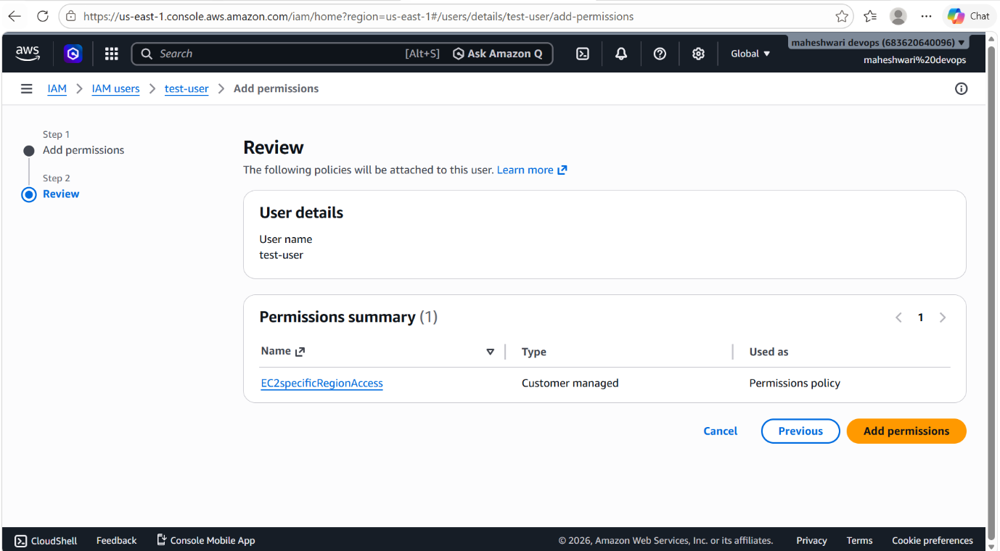 https://us-east-1.console.aws.amazon.com/iam/home?region=us-east-1#/users/details/test-user/add-permissions
Chat
aws
Search [Alt+S] Ask Amazon Q
Global
maheshwari devops (683620640096)
maheshwari%20devops
IAM IAM users test-user Add permissions
Step 1
Add permissions
Step 2
Review
Review
The following policies will be attached to this user. Learn more
User details
User name
test-user
Permissions summary (1)
1
Name Type Used as
EC2specificRegionAccess Customer managed Permissions policy
Cancel Previous Add permissions
CloudShell Feedback Console Mobile App © 2026, Amazon Web Services, Inc. or its affiliates. Privacy Terms Cookie preferences